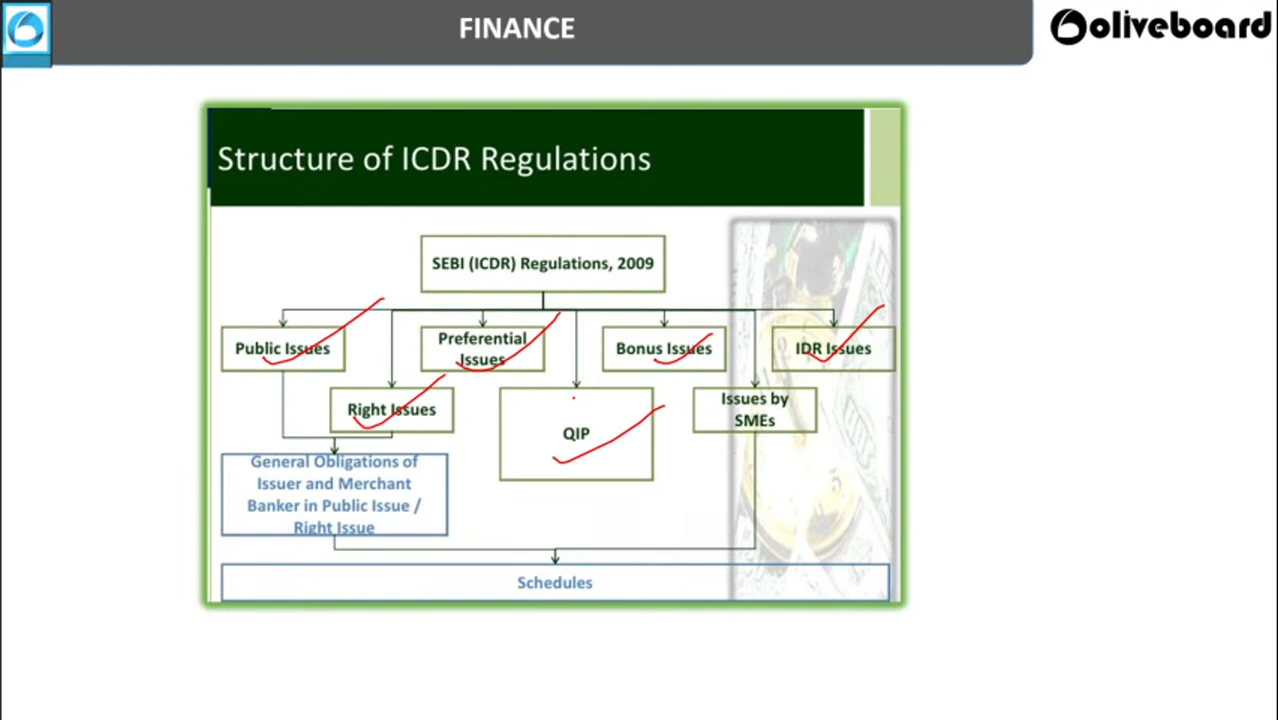 FINANCE
oliveboard
Structure of ICDR Regulations
SEBI (ICDR) Regulations, 2009
Public Issues
Preferential
Issues
Bonus Issues
IDR Issues
Right Issues
QIP
Issues by
SMEs
General Obligations of
Issuer and Merchant
Banker in Public Issue /
Right Issue
Schedules